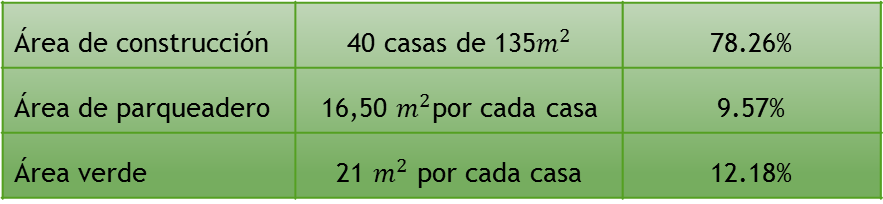 Área de construcción 40 casas de 135𝑚² 78.26%
Área de parqueadero 16,50 𝑚²por cada casa 9.57%
Área verde 21 𝑚² por cada casa 12.18%